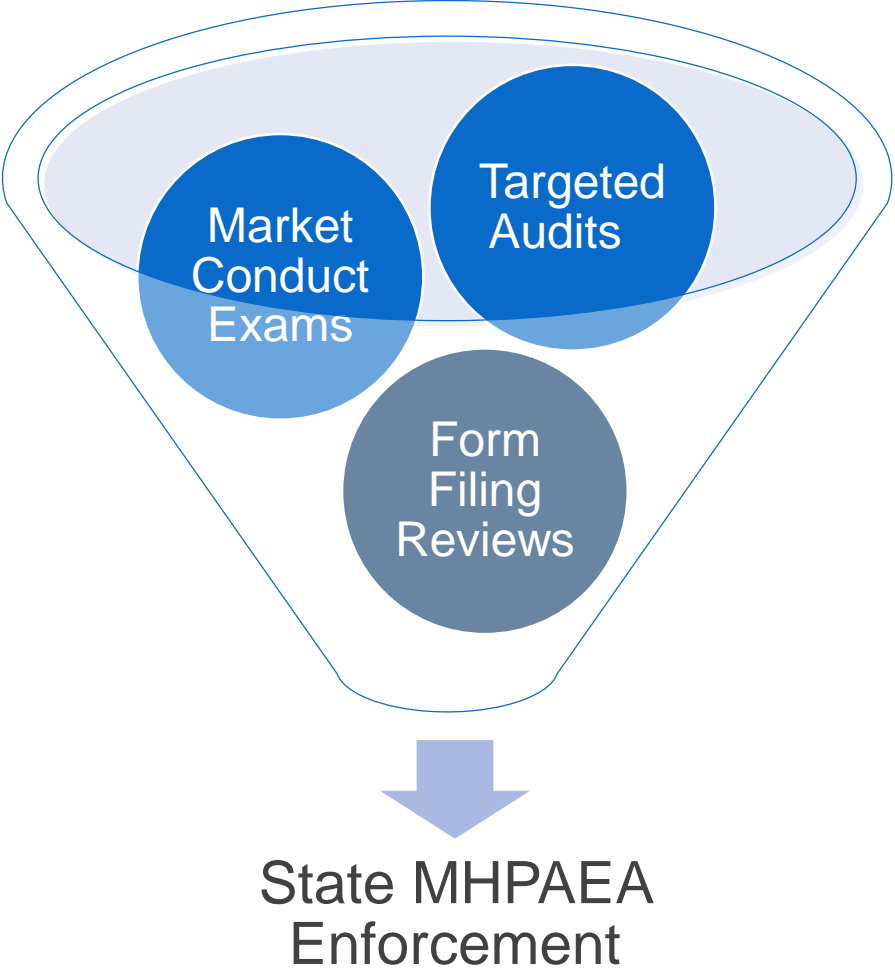 Targeted
Audits
Market
Conduct
Exams
Form
Filing
Reviews
State MHPAEA
Enforcement